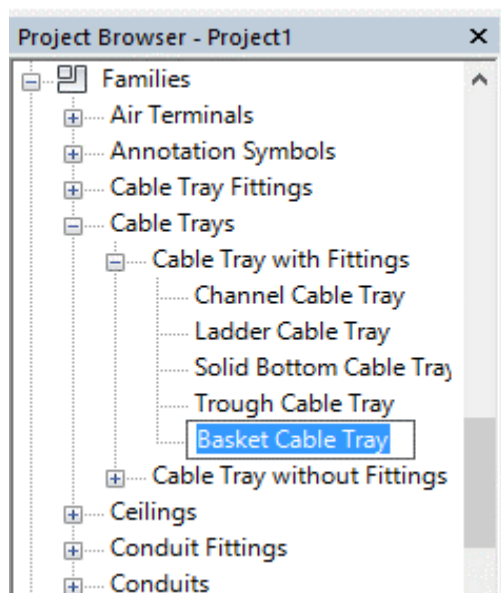 Project Browser - Project1
Families
Air Terminals
Annotation Symbols
Cable Tray Fittings
Cable Trays
Cable Tray with Fittings
Channel Cable Tray
Ladder Cable Tray
Solid Bottom Cable Tray
Trough Cable Tray
Basket Cable Tray
Cable Tray without Fittings
Ceilings
Conduit Fittings
Conduits